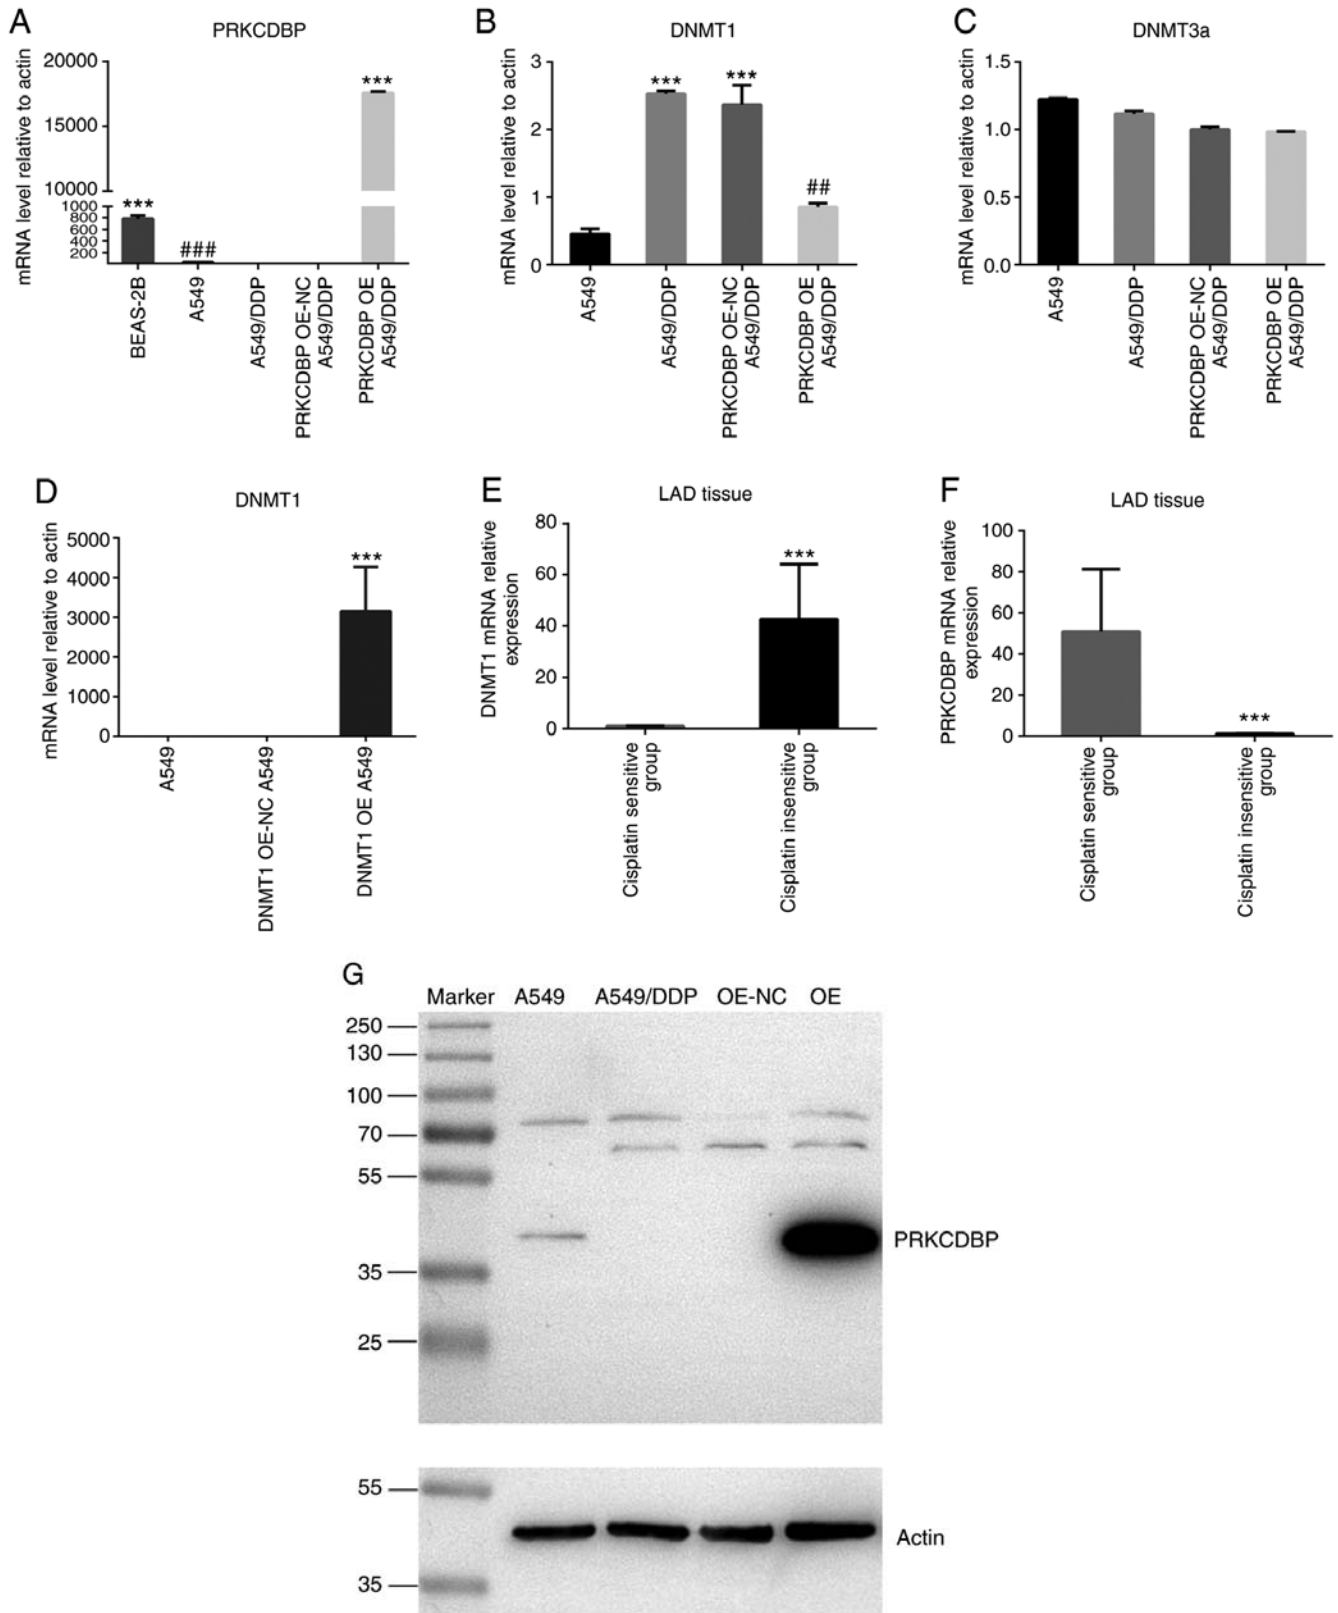 A
PRKCDBP
mRNA level relative to actin
20000
15000
10000
1000
800
600
400
200
***
###
***
BEAS-2B
A549
A549/DDP
PRKCDBP OE-NC
A549/DDP
PRKCDBP OE
A549/DDP
B
DNMT1
mRNA level relative to actin
3
2
1
0
***
***
##
A549
A549/DDP
PRKCDBP OE-NC
A549/DDP
PRKCDBP OE
A549/DDP
C
DNMT3a
mRNA level relative to actin
1.5
1.0
0.5
0.0
A549
A549/DDP
PRKCDBP OE-NC
A549/DDP
PRKCDBP OE
A549/DDP
D
DNMT1
mRNA level relative to actin
5000
4000
3000
2000
1000
0
***
A549
DNMT1 OE-NC A549
DNMT1 OE A549
E
LAD tissue
DNMT1 mRNA relative
expression
80
60
40
20
0
***
Cisplatin sensitive
group
Cisplatin insensitive
group
F
LAD tissue
PRKCDBP mRNA relative
expression
100
80
60
40
20
0
***
Cisplatin sensitive
group
Cisplatin insensitive
group
G
Marker A549 A549/DDP OE-NC OE
250
130
100
70
55
PRKCDBP
35
25
55
Actin
35